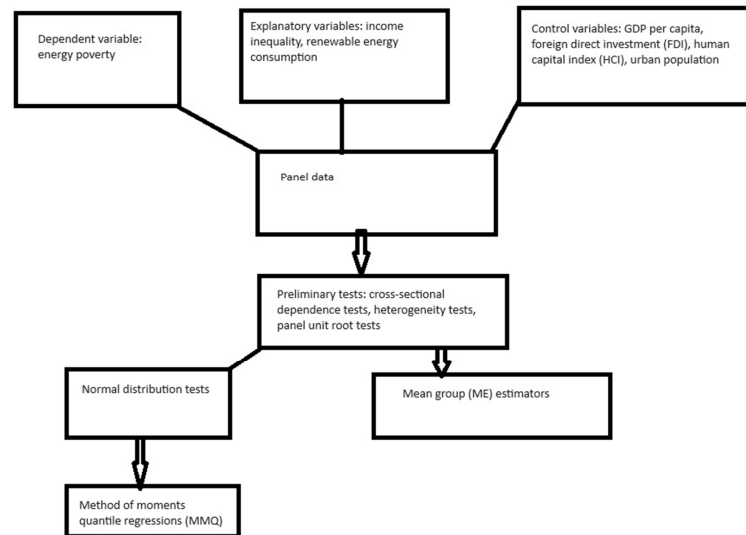 Dependent variable:
energy poverty
Explanatory variables: income
inequality, renewable energy
consumption
Control variables: GDP per capita,
foreign direct investment (FDI), human
capital index (HCI), urban population
Panel data
Preliminary tests: cross-sectional
dependence tests, heterogeneity tests,
panel unit root tests
Normal distribution tests
Mean group (ME) estimators
Method of moments
quantile regressions (MMQ)